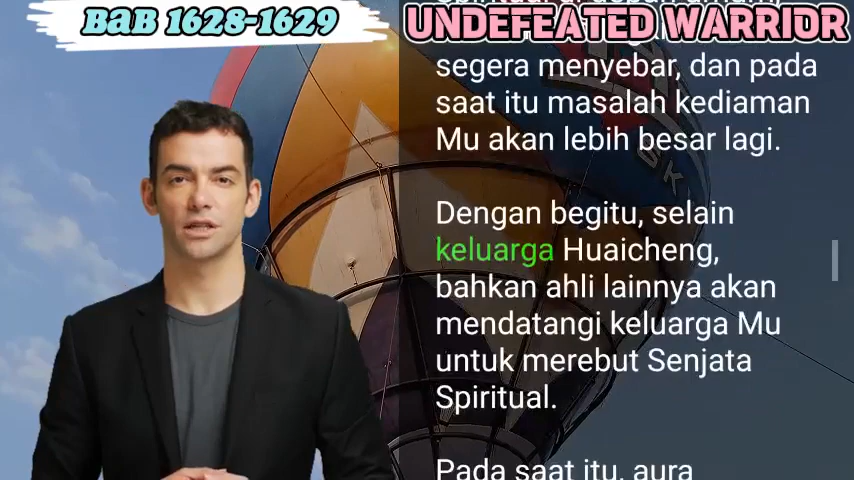 BaB 1628-1629
UNDEFEATED WARRIOR
segera menyebar, dan pada
saat itu masalah kediaman
Mu akan lebih besar lagi.
Dengan begitu, selain
keluarga Huaicheng,
bahkan ahli lainnya akan
mendatangi keluarga Mu
untuk merebut Senjata
Spiritual.
Pada saat itu, aura